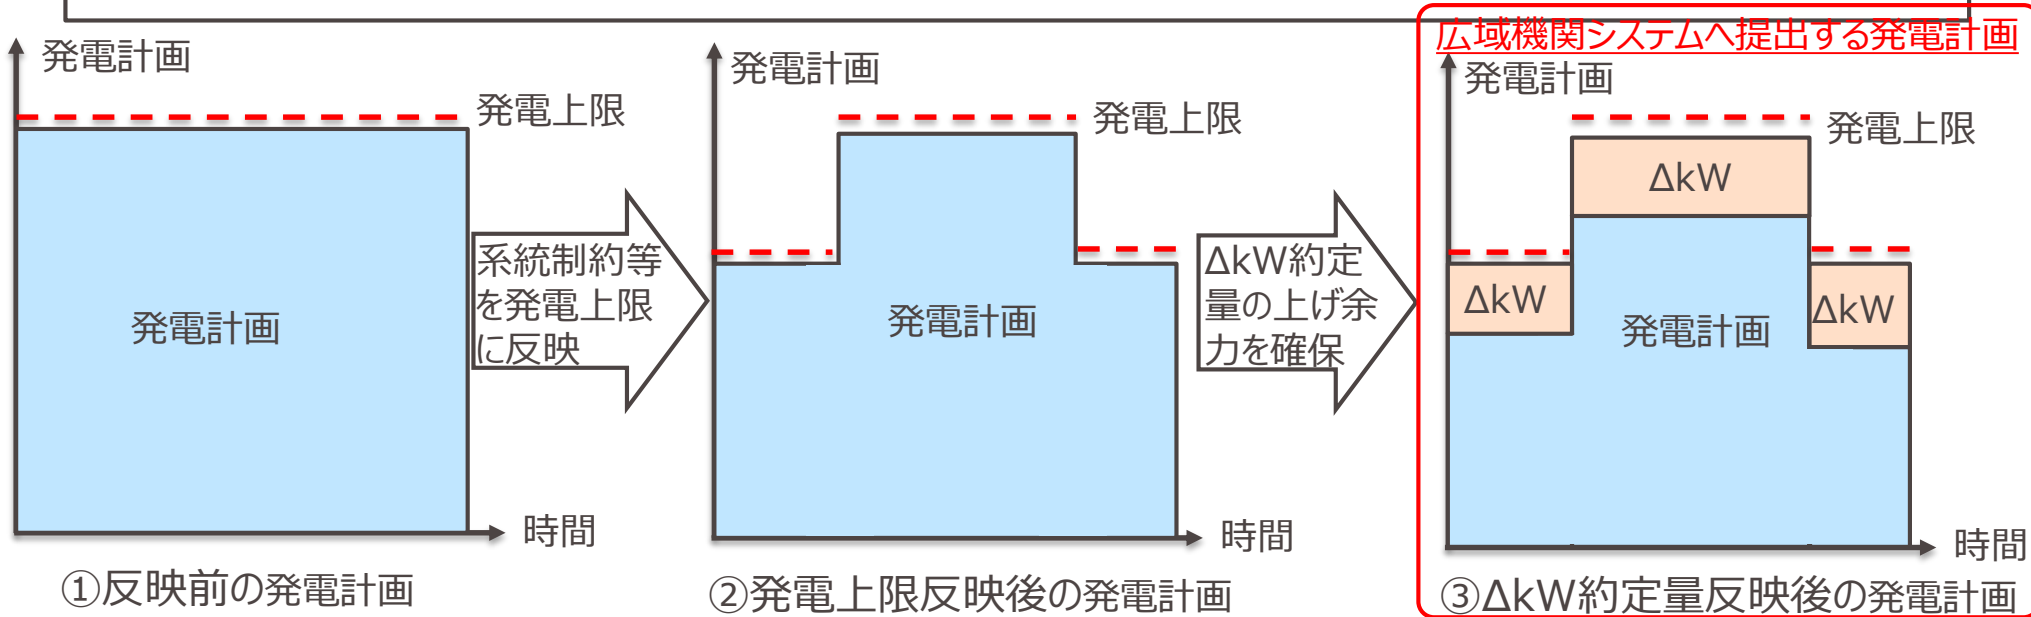 発電計画
発電上限
発電計画
時間
①反映前の発電計画
系統制約等
を発電上限
に反映
発電計画
発電上限
発電計画
時間
②発電上限反映後の発電計画
ΔkW約定
量の上げ余
力を確保
広域機関システムへ提出する発電計画
発電計画
発電上限
ΔkW
ΔkW
ΔkW
発電計画
時間
③ΔkW約定量反映後の発電計画